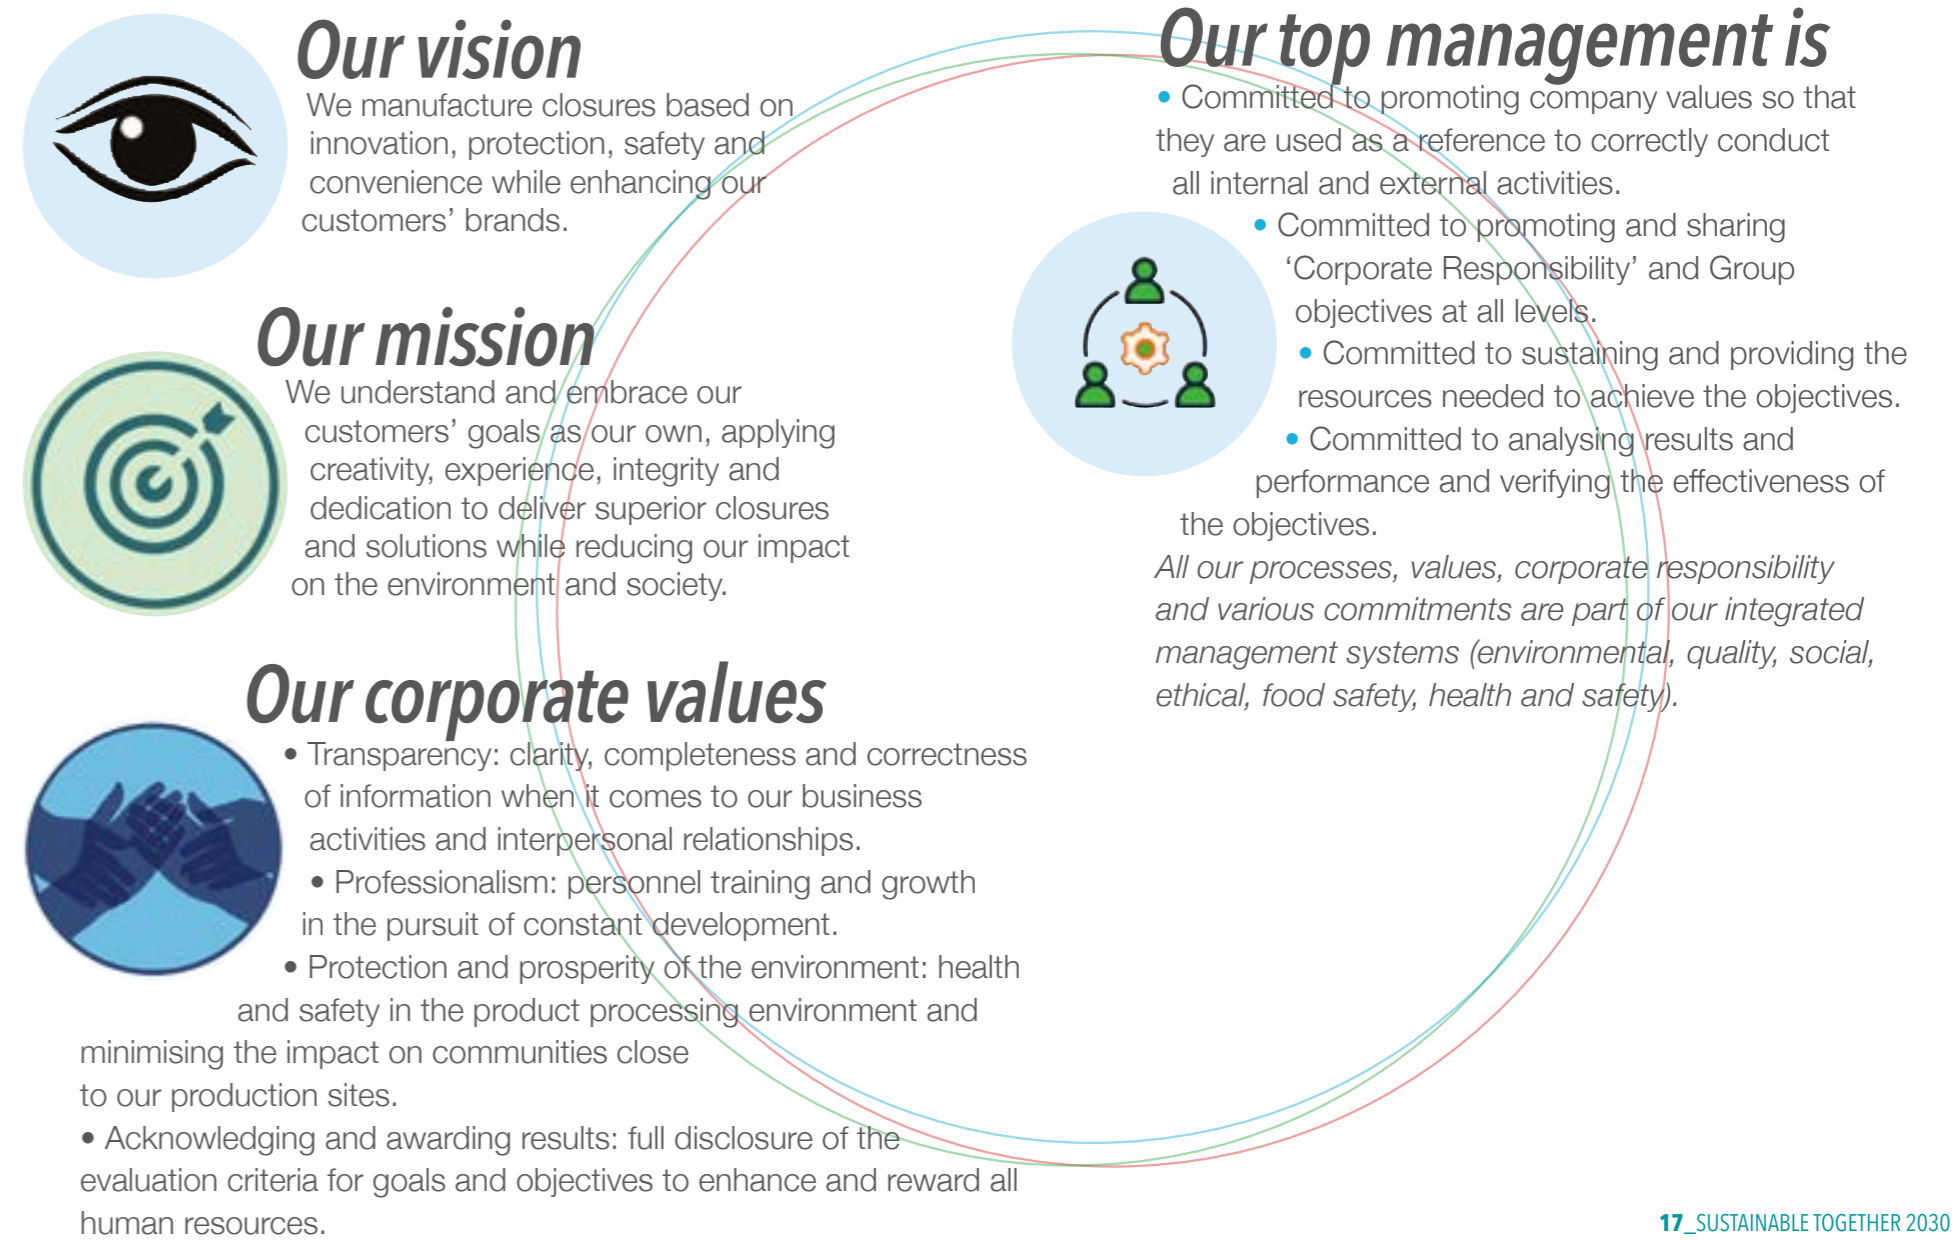 Our vision
We manufacture closures based on
innovation, protection, safety and
convenience while enhancing our
customers’ brands.
Our mission
We understand and embrace our
customers’ goals as our own, applying
creativity, experience, integrity and
dedication to deliver superior closures
and solutions while reducing our impact
on the environment and society.
Our corporate values
• Transparency: clarity, completeness and correctness
of information when it comes to our business
activities and interpersonal relationships.
• Professionalism: personnel training and growth
in the pursuit of constant development.
• Protection and prosperity of the environment: health
and safety in the product processing environment and
minimising the impact on communities close
to our production sites.
• Acknowledging and awarding results: full disclosure of the
evaluation criteria for goals and objectives to enhance and reward all
human resources.
Our top management is
• Committed to promoting company values so that
they are used as a reference to correctly conduct
all internal and external activities.
• Committed to promoting and sharing
‘Corporate Responsibility’ and Group
objectives at all levels.
• Committed to sustaining and providing the
resources needed to achieve the objectives.
• Committed to analysing results and
performance and verifying the effectiveness of
the objectives.
All our processes, values, corporate responsibility
and various commitments are part of our integrated
management systems (environmental, quality, social,
ethical, food safety, health and safety).
17_SUSTAINABLE TOGETHER 2030